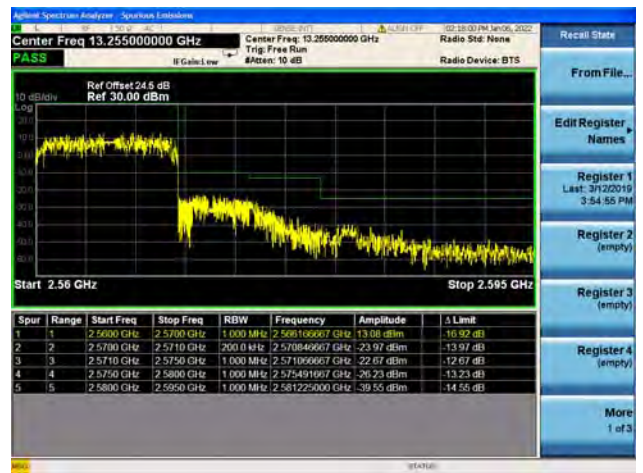 Agilent Spectrum Analyzer - Spurious Emissions
RF 50 Ω AC SENSE:INT ALIGN OFF 02:18:00 PM Jan 06, 2022
Center Freq 13.255000000 GHz Center Freq: 13.255000000 GHz Radio Std: None
Trig: Free Run
PASS IFGain:Low #Atten: 10 dB Radio Device: BTS
Ref Offset 24.5 dB
10 dB/div Ref 30.00 dBm
Log
Start 2.56 GHz Stop 2.595 GHz
Spur Range Start Freq Stop Freq RBW Frequency Amplitude Δ Limit
1 1 2.5600 GHz 2.5700 GHz 1.000 MHz 2.566166667 GHz 13.08 dBm -16.92 dB
2 2 2.5700 GHz 2.5710 GHz 200.0 kHz 2.570846667 GHz -23.97 dBm -13.97 dB
3 3 2.5710 GHz 2.5750 GHz 1.000 MHz 2.571066667 GHz -22.67 dBm -12.67 dB
4 4 2.5750 GHz 2.5800 GHz 1.000 MHz 2.575491667 GHz -26.23 dBm -13.23 dB
5 5 2.5800 GHz 2.5950 GHz 1.000 MHz 2.581225000 GHz -39.55 dBm -14.55 dB
MSG STATUS
Recall State
From File...
Edit Register
Names
Register 1
Last: 3/12/2019
3:54:55 PM
Register 2
(empty)
Register 3
(empty)
Register 4
(empty)
More
1 of 3